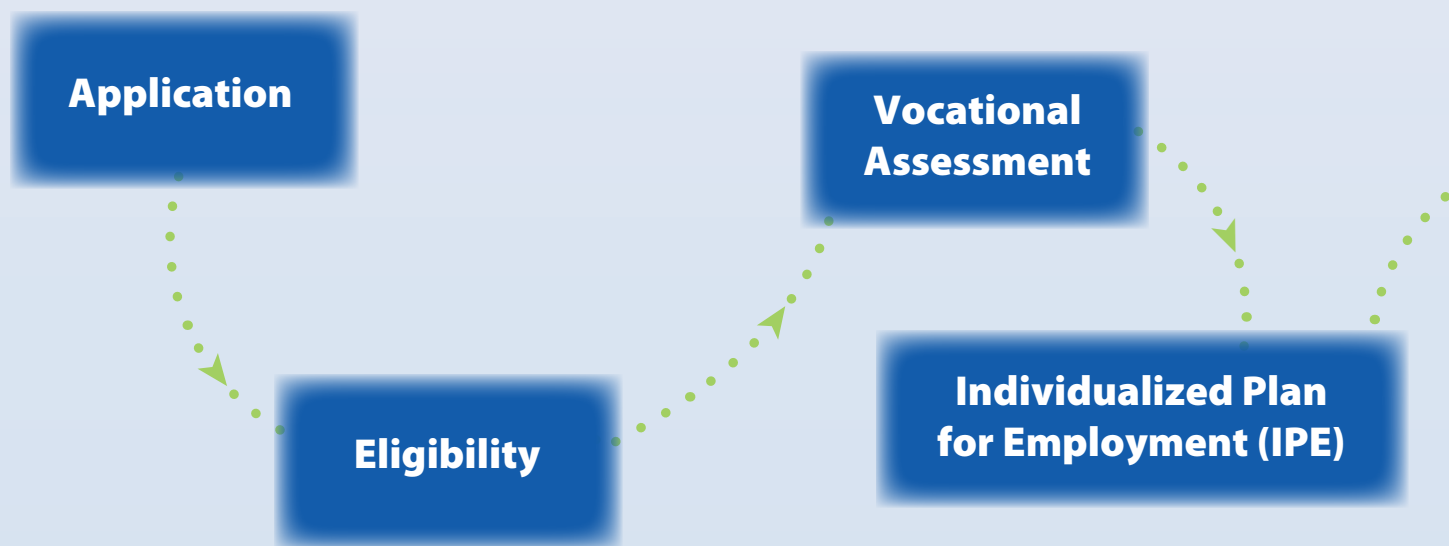 Application
Eligibility
Vocational
Assessment
Individualized Plan
for Employment (IPE)